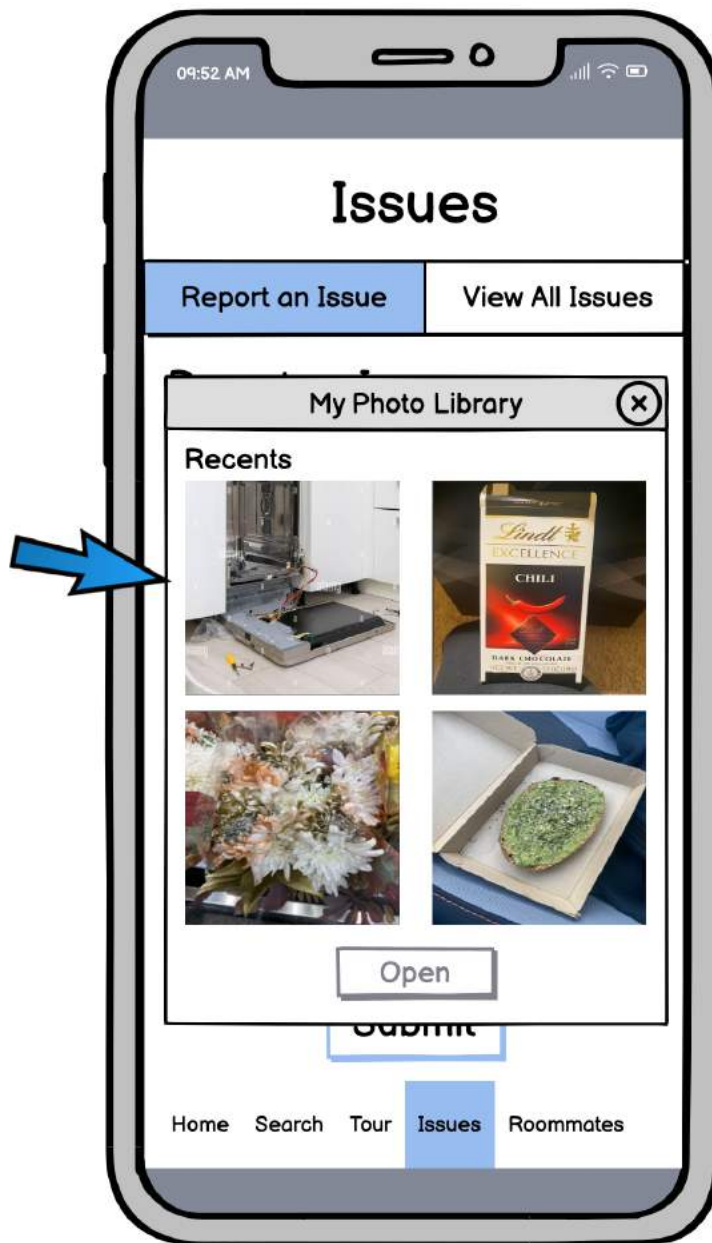 09:52 AM
Issues
Report an Issue
View All Issues
My Photo Library
Recents
Lindt
EXCELLENCE
CHILI
DARK CHOCOLATE
Open
Submit
Home
Search
Tour
Issues
Roommates